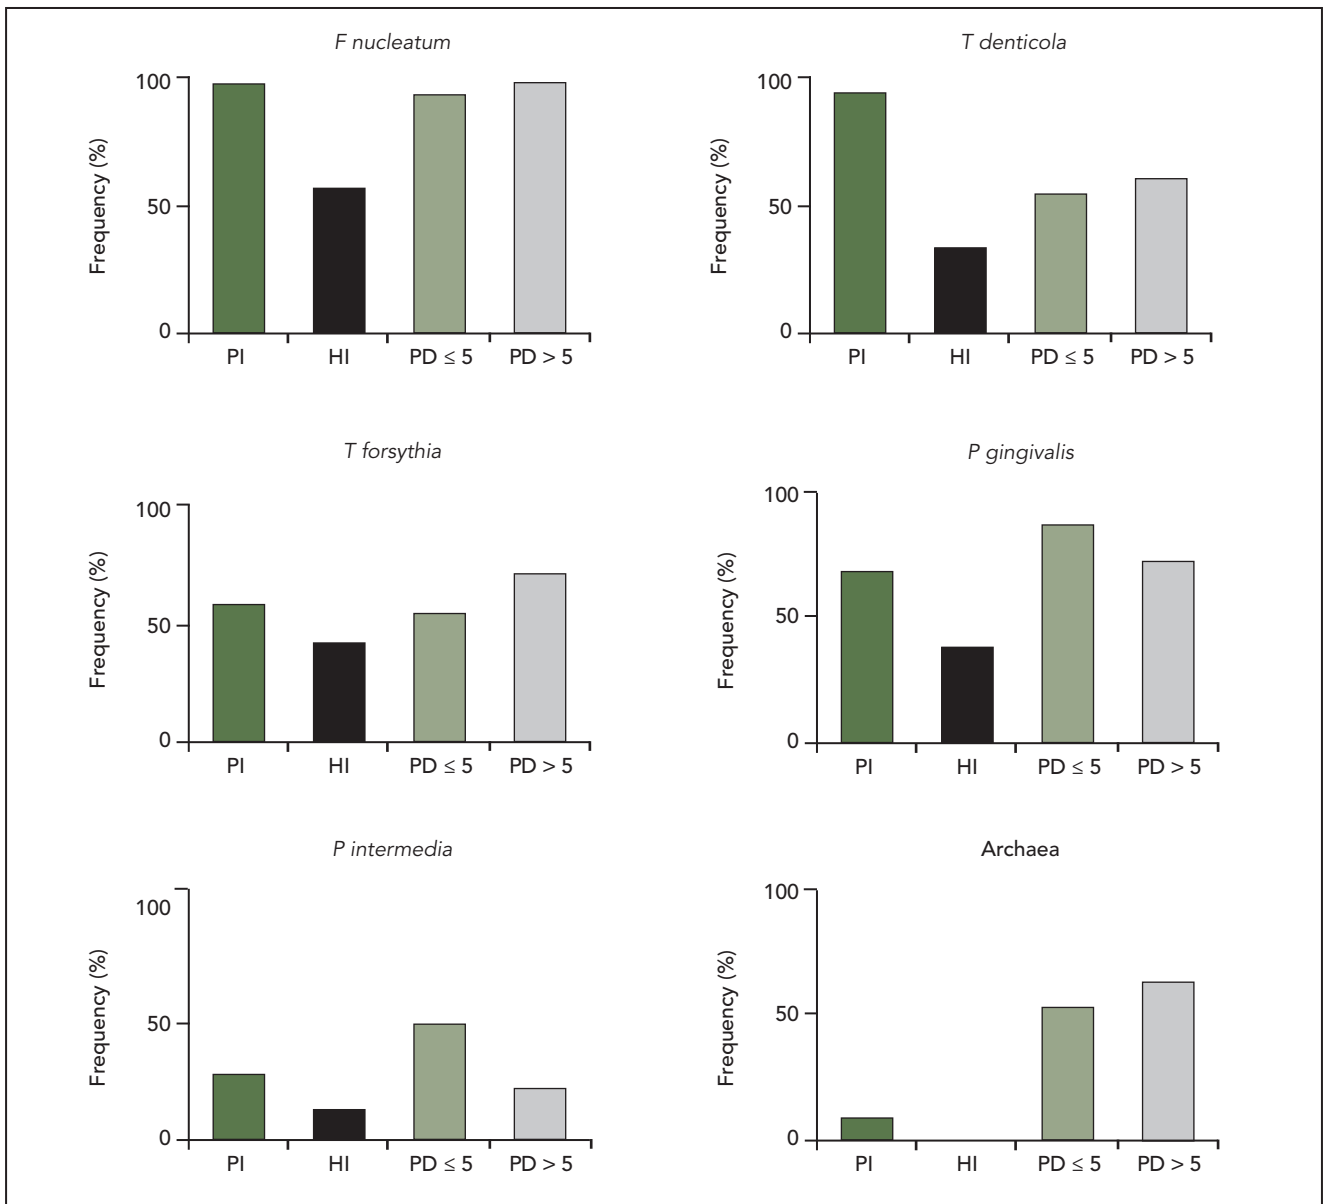 F nucleatum
100
50
0
Frequency (%)
PI HI PD ≤ 5 PD > 5
T denticola
100
50
0
Frequency (%)
PI HI PD ≤ 5 PD > 5
T forsythia
100
50
0
Frequency (%)
PI HI PD ≤ 5 PD > 5
P gingivalis
100
50
0
Frequency (%)
PI HI PD ≤ 5 PD > 5
P intermedia
100
50
0
Frequency (%)
PI HI PD ≤ 5 PD > 5
Archaea
100
50
0
Frequency (%)
PI HI PD ≤ 5 PD > 5